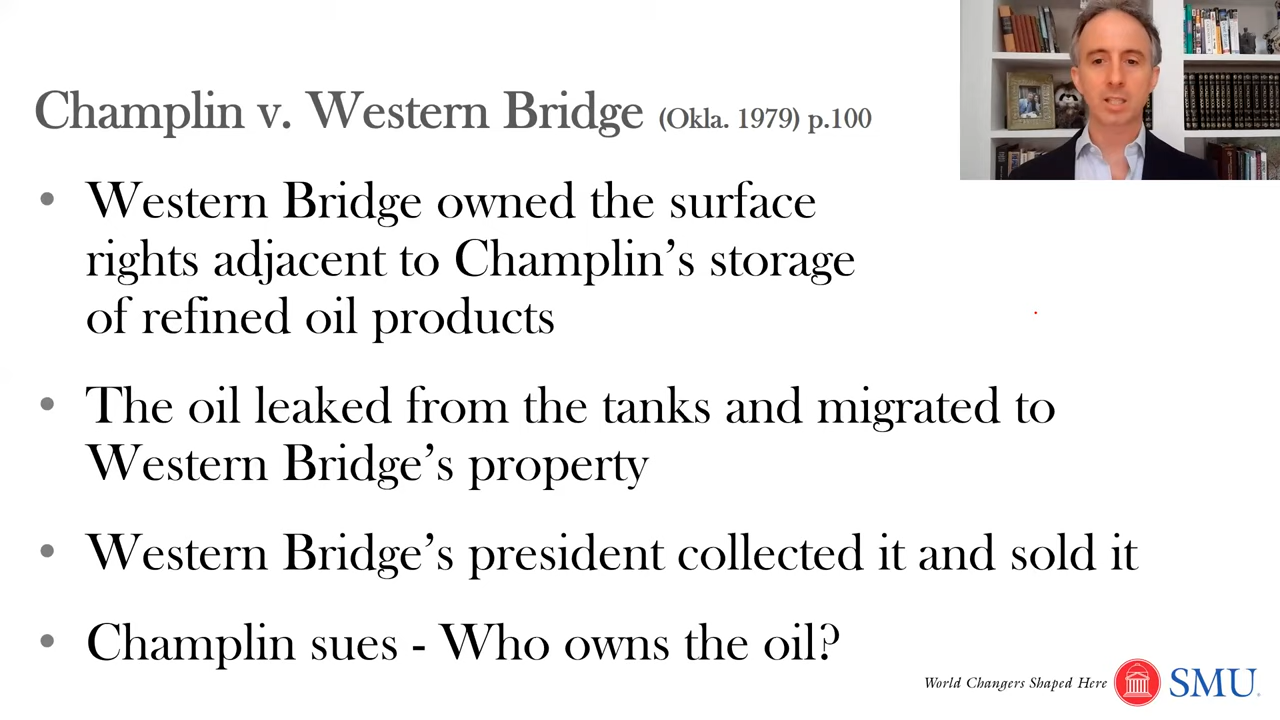 Champlin v. Western Bridge (Okla. 1979) p.100
• Western Bridge owned the surface
rights adjacent to Champlin’s storage
of refined oil products
• The oil leaked from the tanks and migrated to
Western Bridge’s property
• Western Bridge’s president collected it and sold it
• Champlin sues - Who owns the oil?
World Changers Shaped Here
SMU.